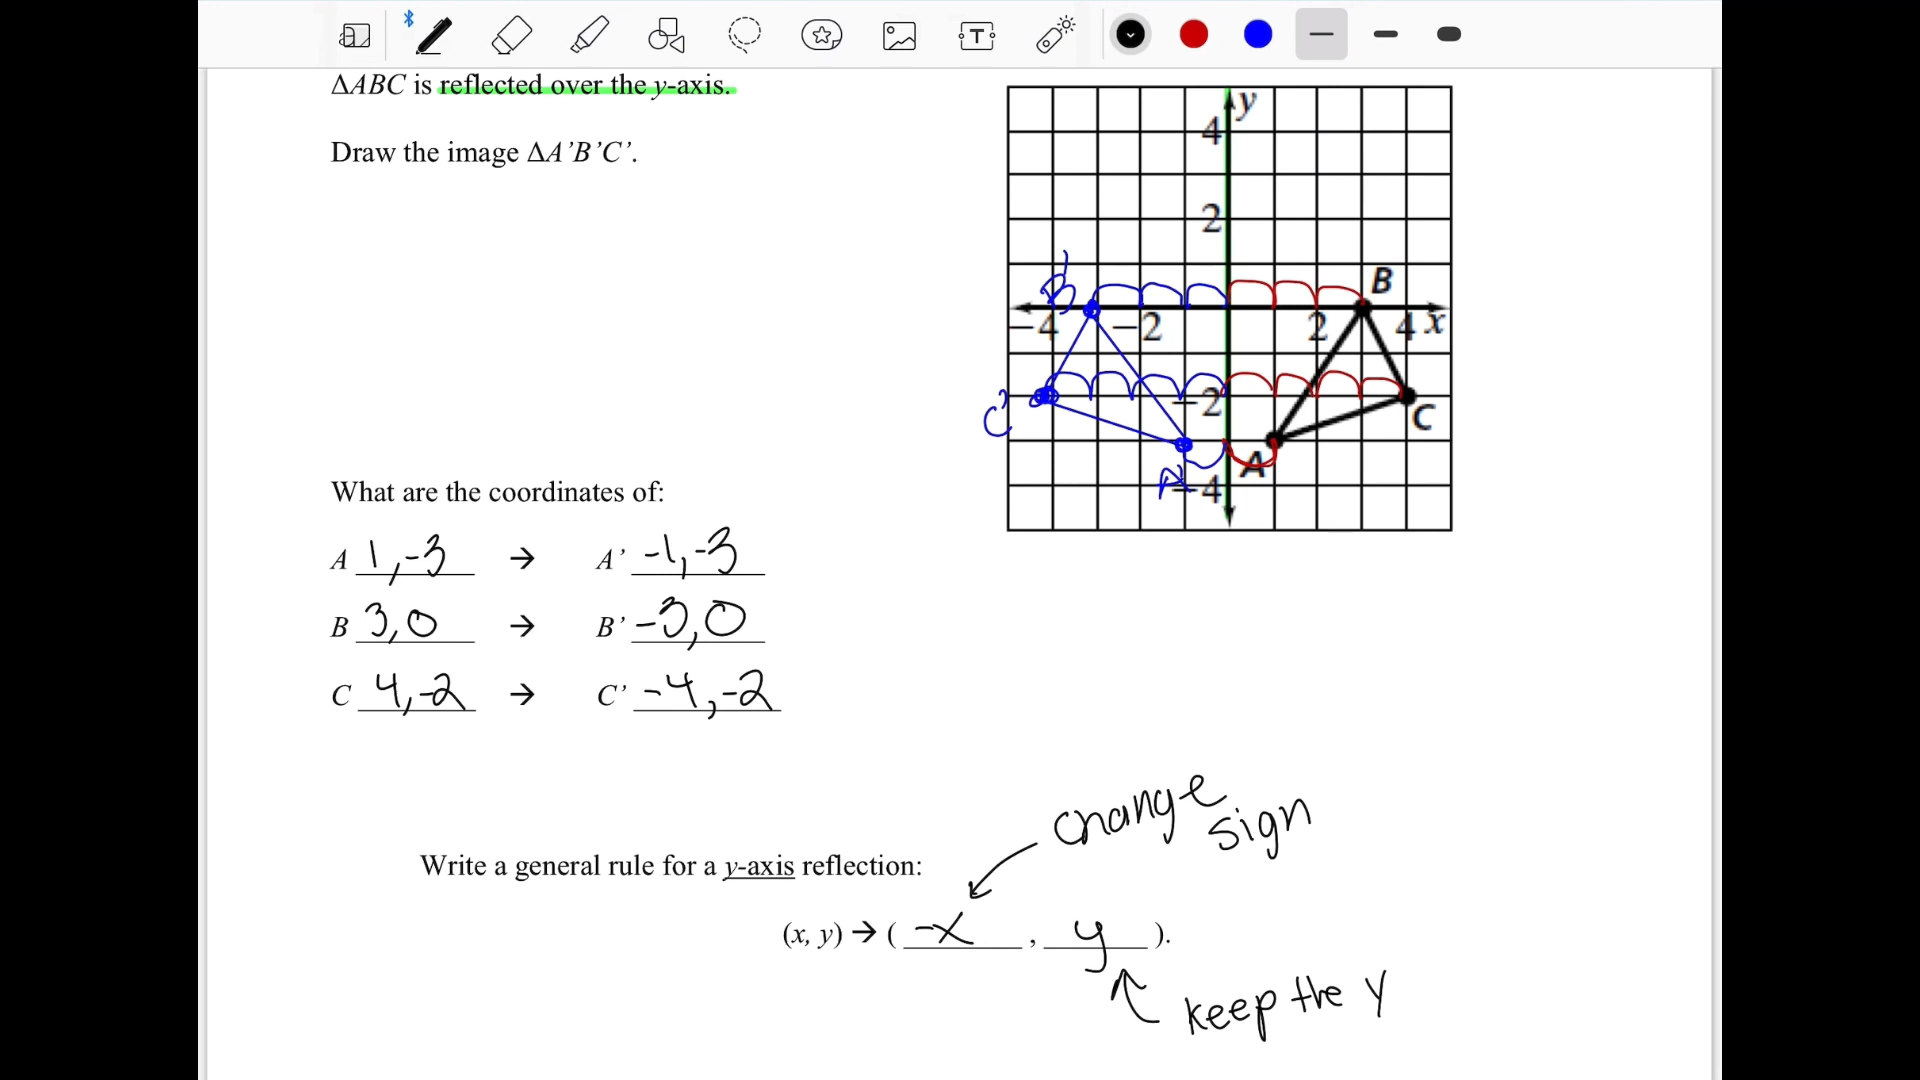 ΔABC is reflected over the y-axis.
Draw the image ΔA’B’C’.
y
4
2
B'
B
-4
-2
2
4
x
-2
C'
C
A
A'
-4
What are the coordinates of:
A 1,-3 → A’ -1,-3
B 3,0 → B’ -3,0
C 4,-2 → C’ -4,-2
change
sign
Write a general rule for a y-axis reflection:
(x, y) → ( -x , y ).
keep the y